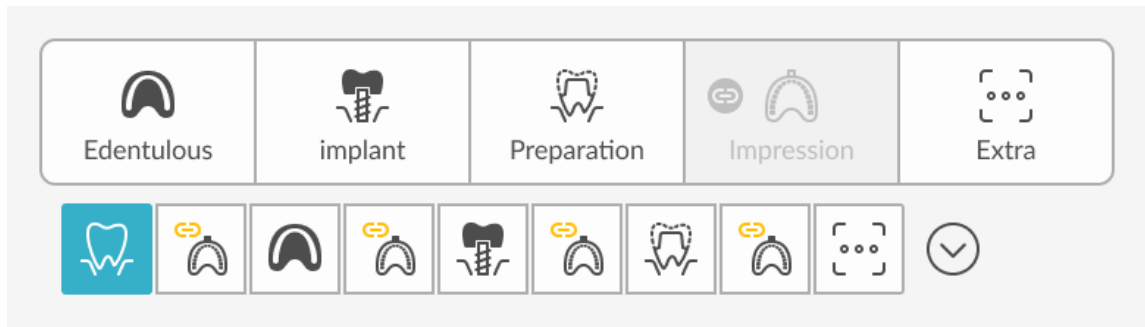 Edentulous
implant
Preparation
Impression
Extra